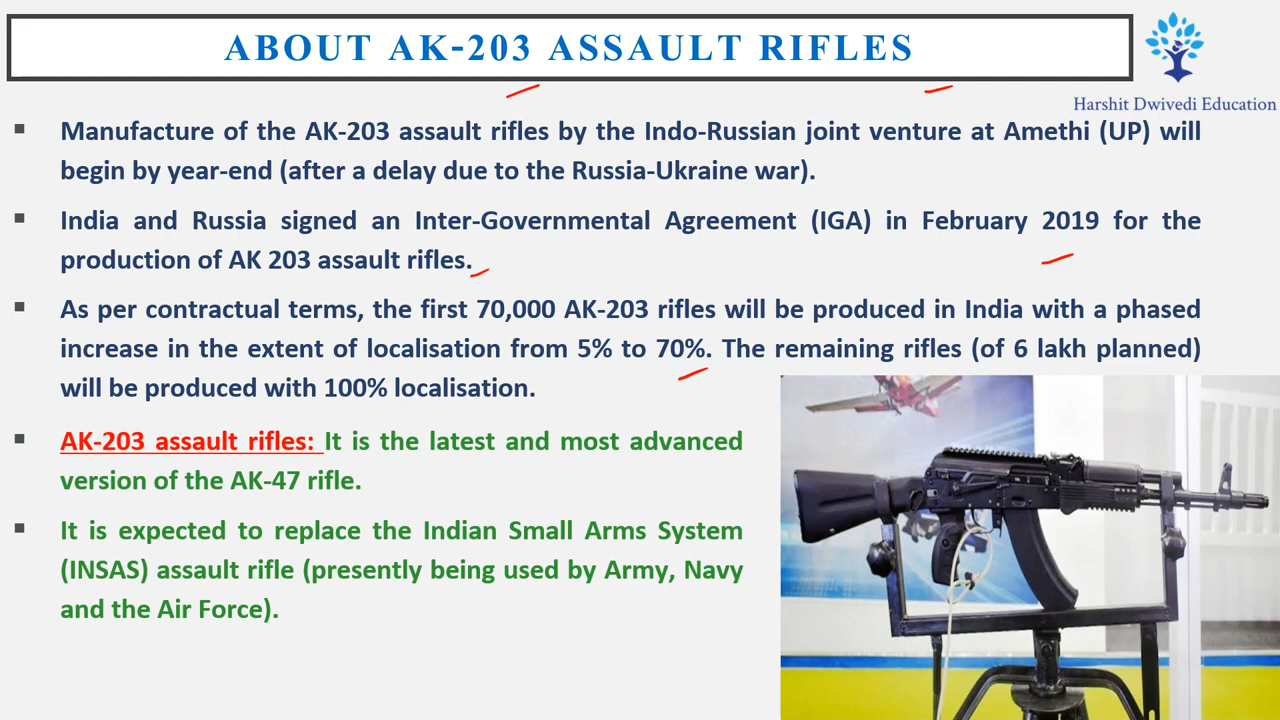 ABOUT AK-203 ASSAULT RIFLES
Harshit Dwivedi Education
▪ Manufacture of the AK-203 assault rifles by the Indo-Russian joint venture at Amethi (UP) will
begin by year-end (after a delay due to the Russia-Ukraine war).
▪ India and Russia signed an Inter-Governmental Agreement (IGA) in February 2019 for the
production of AK 203 assault rifles.
▪ As per contractual terms, the first 70,000 AK-203 rifles will be produced in India with a phased
increase in the extent of localisation from 5% to 70%. The remaining rifles (of 6 lakh planned)
will be produced with 100% localisation.
▪ AK-203 assault rifles: It is the latest and most advanced
version of the AK-47 rifle.
▪ It is expected to replace the Indian Small Arms System
(INSAS) assault rifle (presently being used by Army, Navy
and the Air Force).